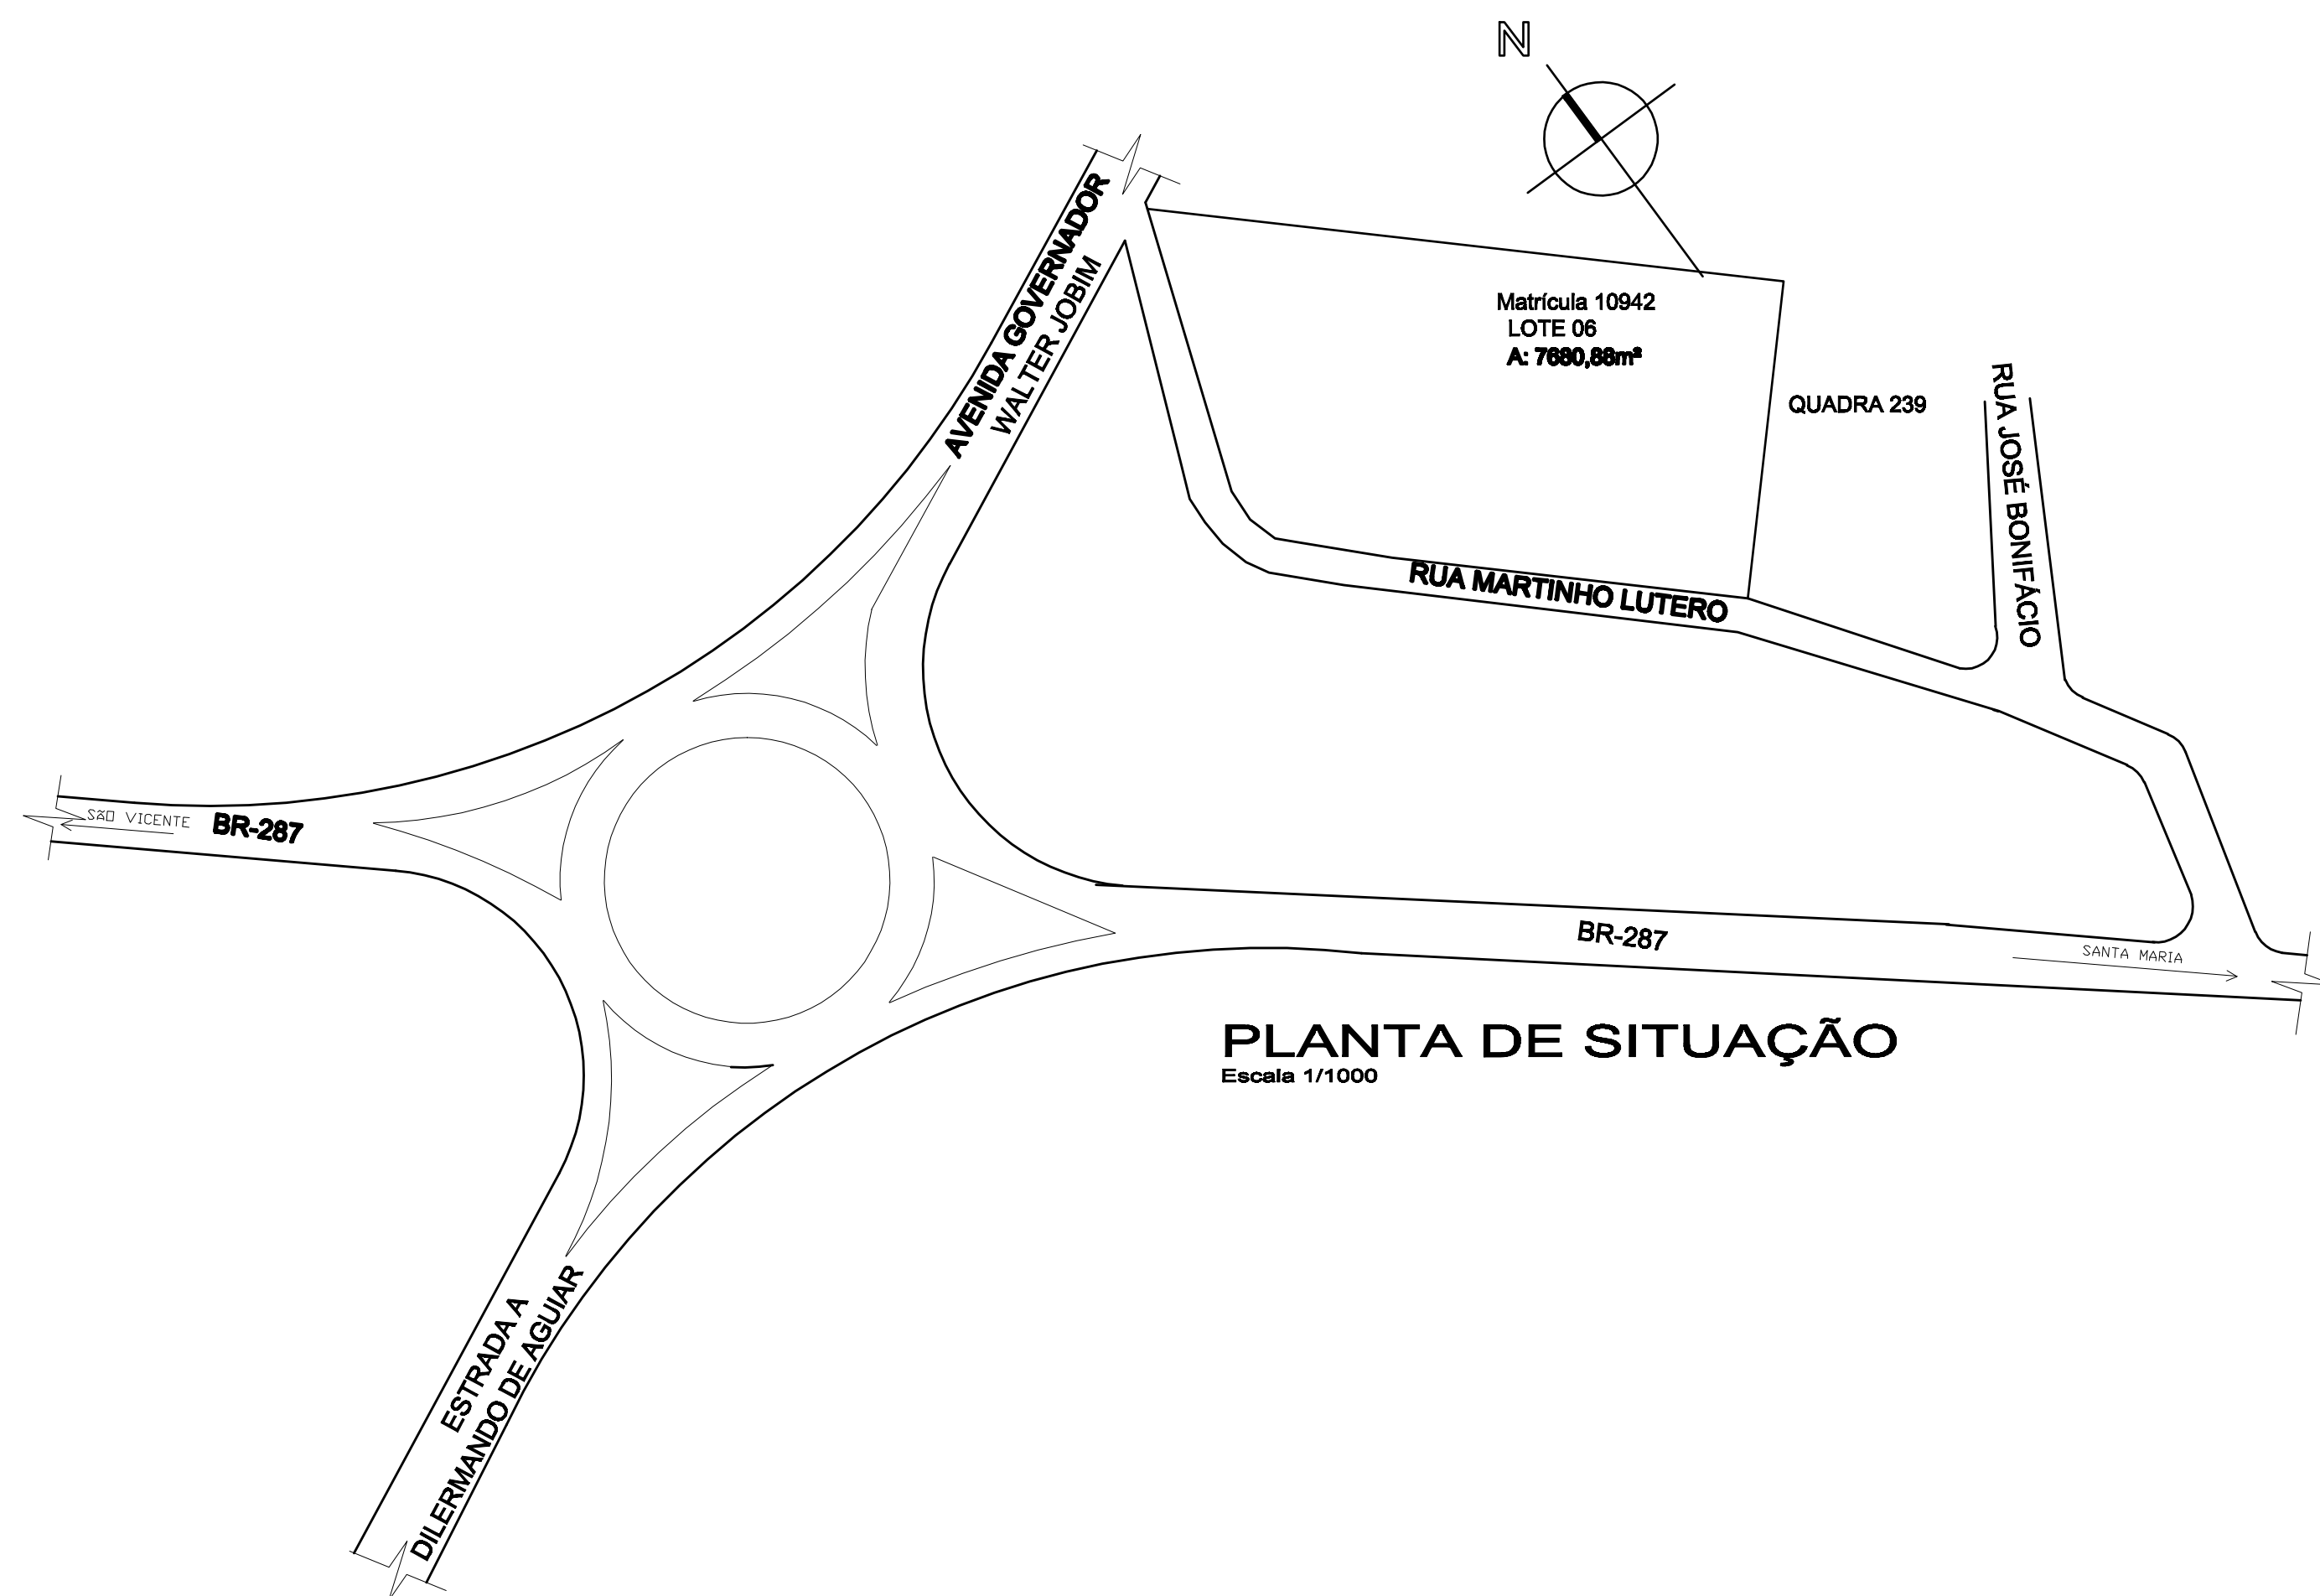 N
AVENIDA GOVERNADOR
WALTER JOBIM
Matrícula 10942
LOTE 06
A: 7680,88m²
QUADRA 239
RUA JOSÉ BONIFÁCIO
RUA MARTINHO LUTERO
SÃO VICENTE
BR-287
BR-287
SANTA MARIA
PLANTA DE SITUAÇÃO
Escala 1/1000
ESTRADA A
DILERMANDO DE AGUIAR